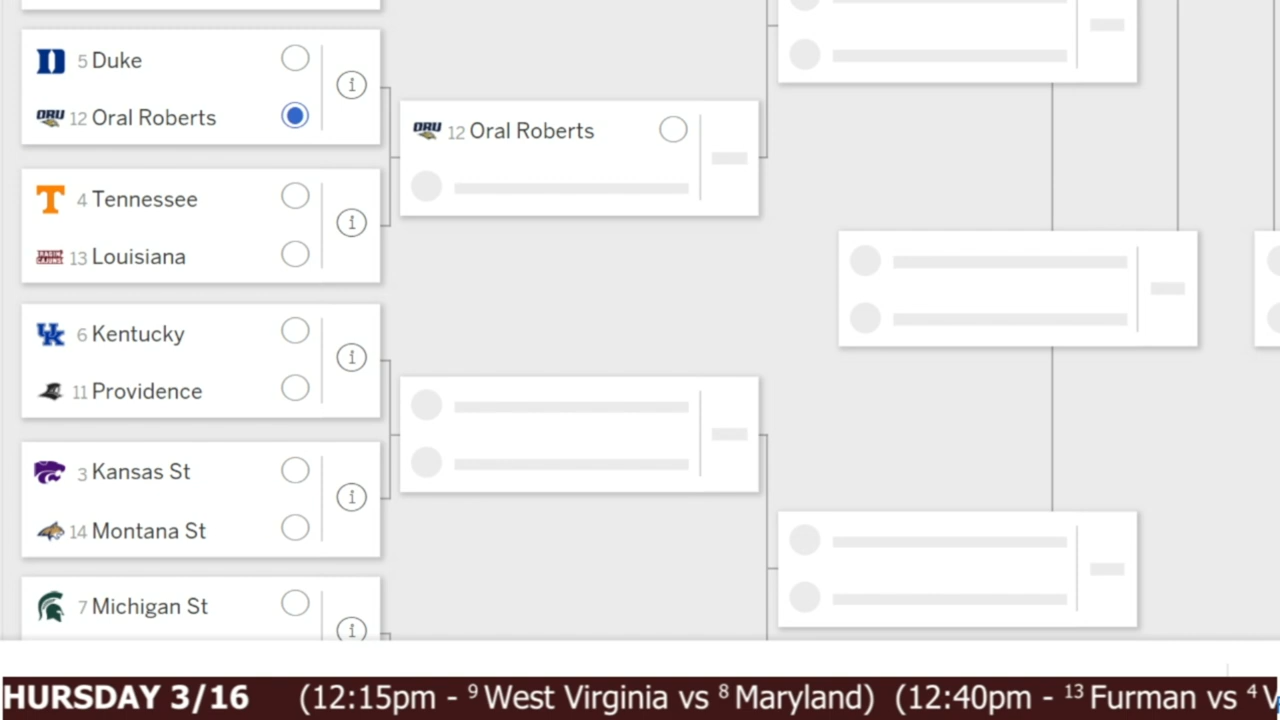 5 Duke
ORU 12 Oral Roberts
ORU 12 Oral Roberts
4 Tennessee
13 Louisiana
6 Kentucky
11 Providence
3 Kansas St
14 Montana St
7 Michigan St
HURSDAY 3/16 (12:15pm - 9 West Virginia vs 8 Maryland) (12:40pm - 13 Furman vs 4 V